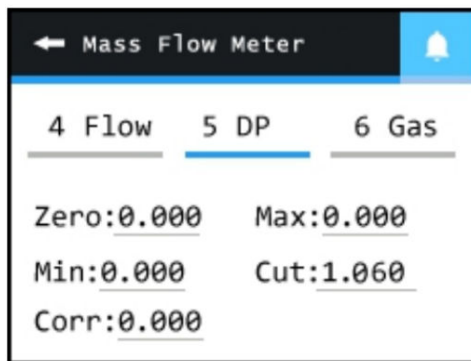 Mass Flow Meter
4 Flow 5 DP 6 Gas
Zero:0.000 Max:0.000
Min:0.000 Cut:1.060
Corr:0.000